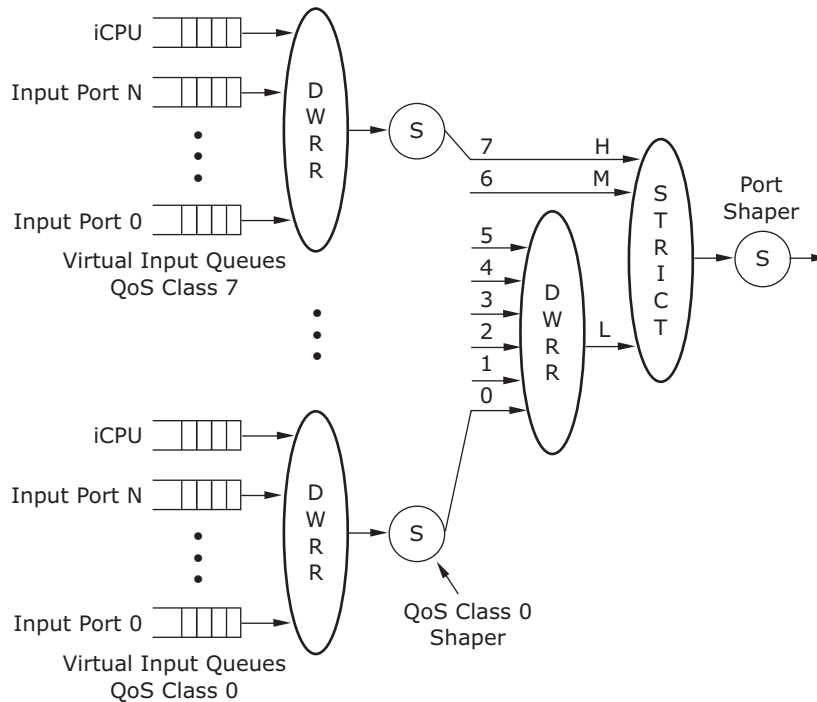 iCPU
Input Port N
Input Port 0
Virtual Input Queues
QoS Class 7
D
W
R
R
S
7
H
6
M
5
4
3
2
1
0
D
W
R
R
L
S
T
R
I
C
T
Port
Shaper
S
iCPU
Input Port N
Input Port 0
Virtual Input Queues
QoS Class 0
D
W
R
R
S
QoS Class 0
Shaper